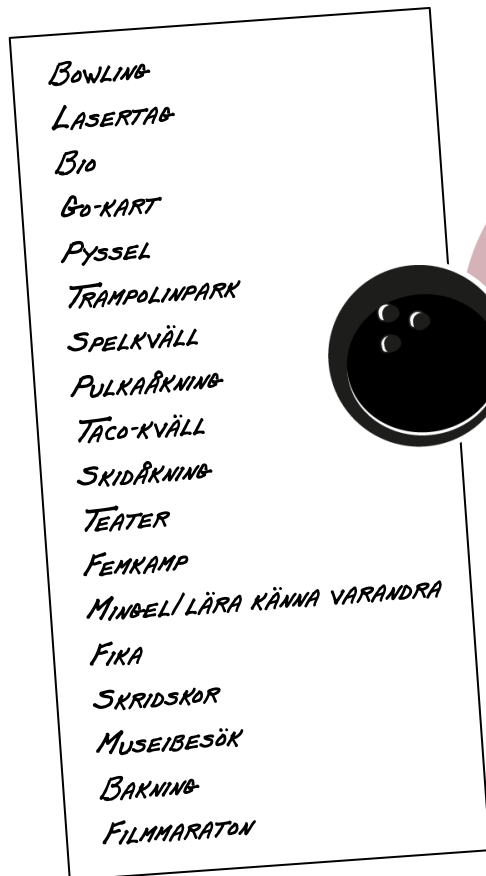 Bowling
Lasertag
Bio
Go-kart
Pyssel
Trampolinpark
Spelkväll
Pulkaåkning
Taco-kväll
Skidåkning
Teater
Femkamp
Mingel/lära känna varandra
Fika
Skridskor
Museibesök
Bakning
Filmmaraton